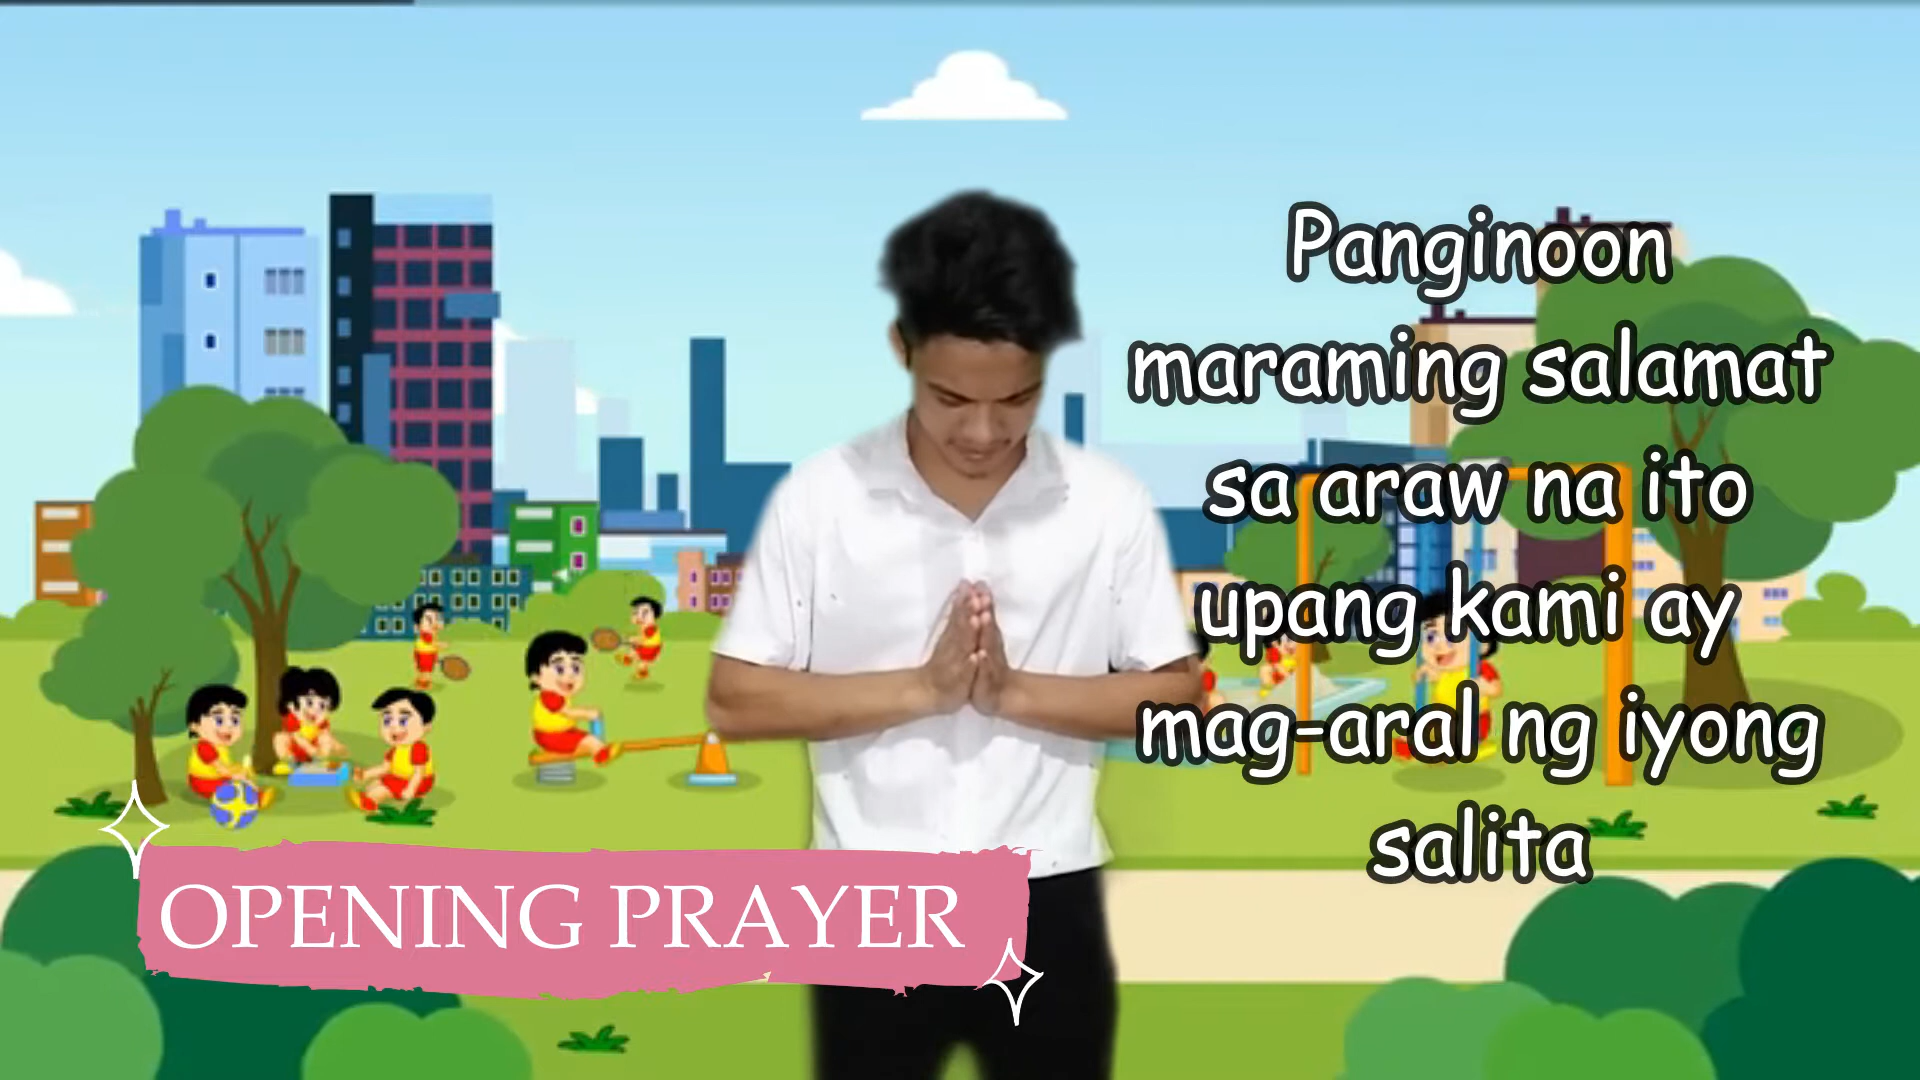 Panginoon
maraming salamat
sa araw na ito
upang kami ay
mag-aral ng iyong
salita
OPENING PRAYER